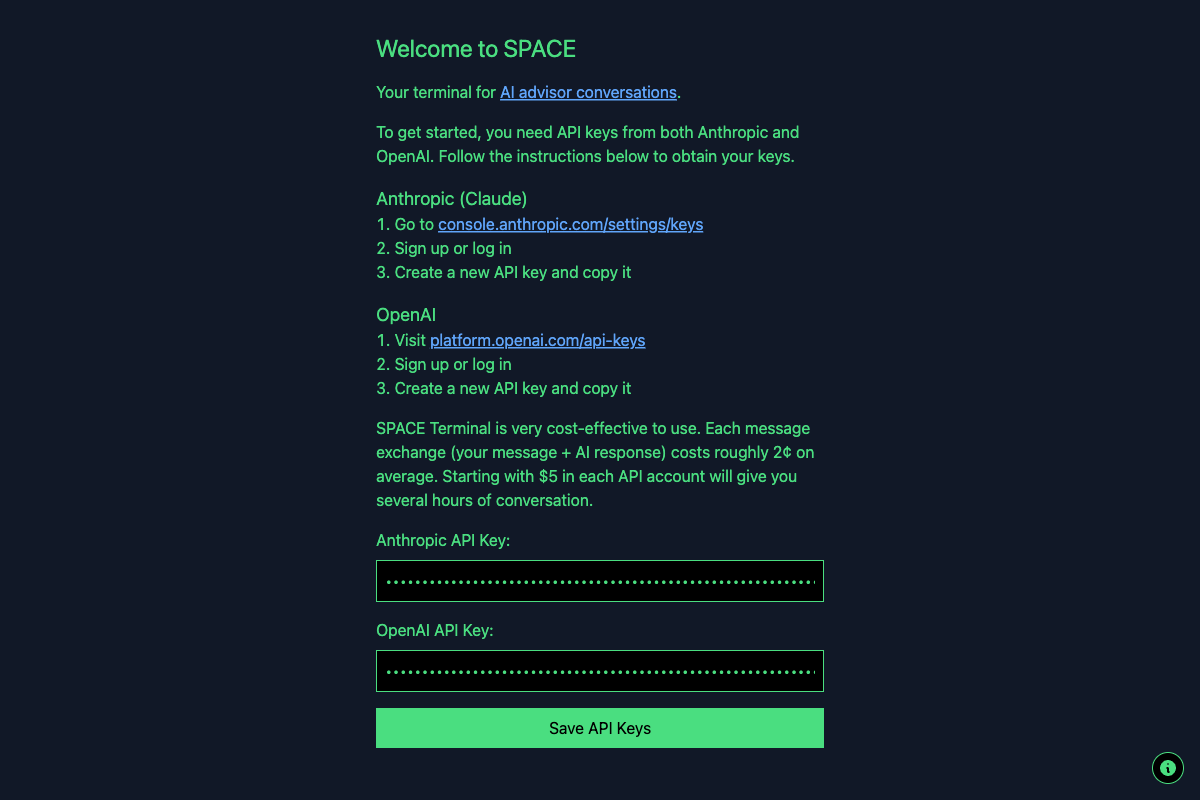 Welcome to SPACE
Your terminal for AI advisor conversations.
To get started, you need API keys from both Anthropic and
OpenAI. Follow the instructions below to obtain your keys.
Anthropic (Claude)
1. Go to console.anthropic.com/settings/keys
2. Sign up or log in
3. Create a new API key and copy it
OpenAI
1. Visit platform.openai.com/api-keys
2. Sign up or log in
3. Create a new API key and copy it
SPACE Terminal is very cost-effective to use. Each message
exchange (your message + AI response) costs roughly 2¢ on
average. Starting with $5 in each API account will give you
several hours of conversation.
Anthropic API Key:
OpenAI API Key:
Save API Keys